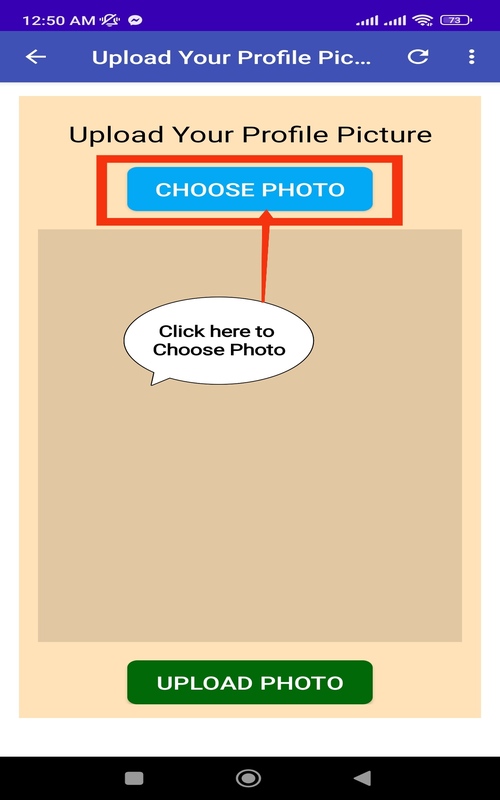 12:50 AM
73
Upload Your Profile Pic...
Upload Your Profile Picture
CHOOSE PHOTO
Click here to
Choose Photo
UPLOAD PHOTO